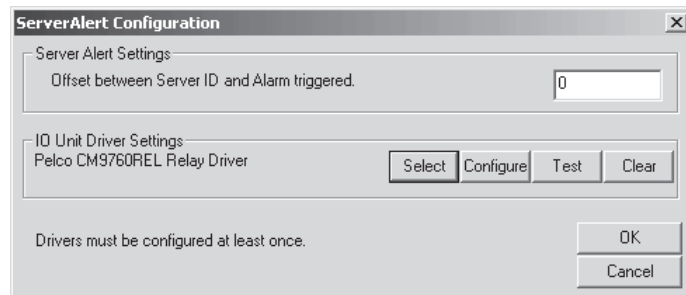 ServerAlert Configuration
Server Alert Settings
Offset between Server ID and Alarm triggered.
0
IO Unit Driver Settings
Pelco CM9760REL Relay Driver
Select Configure Test Clear
Drivers must be configured at least once.
OK
Cancel